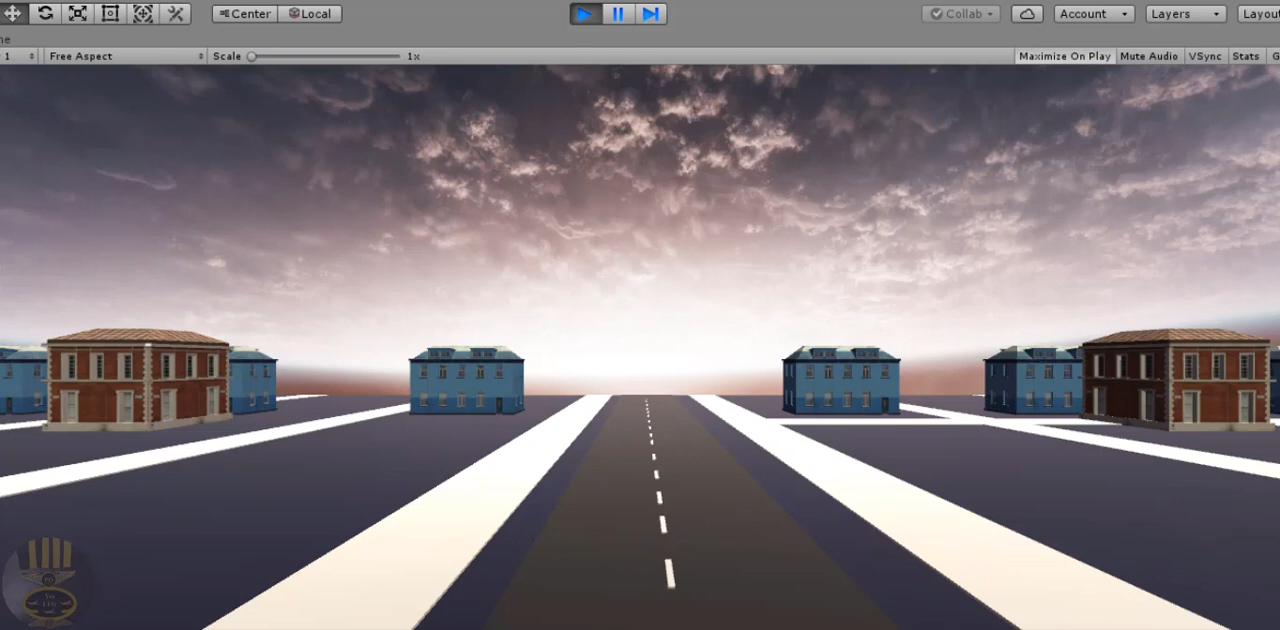 Center Local Collab Account Layers Layou
ne
1 Free Aspect Scale 1x Maximize On Play Mute Audio VSync Stats G